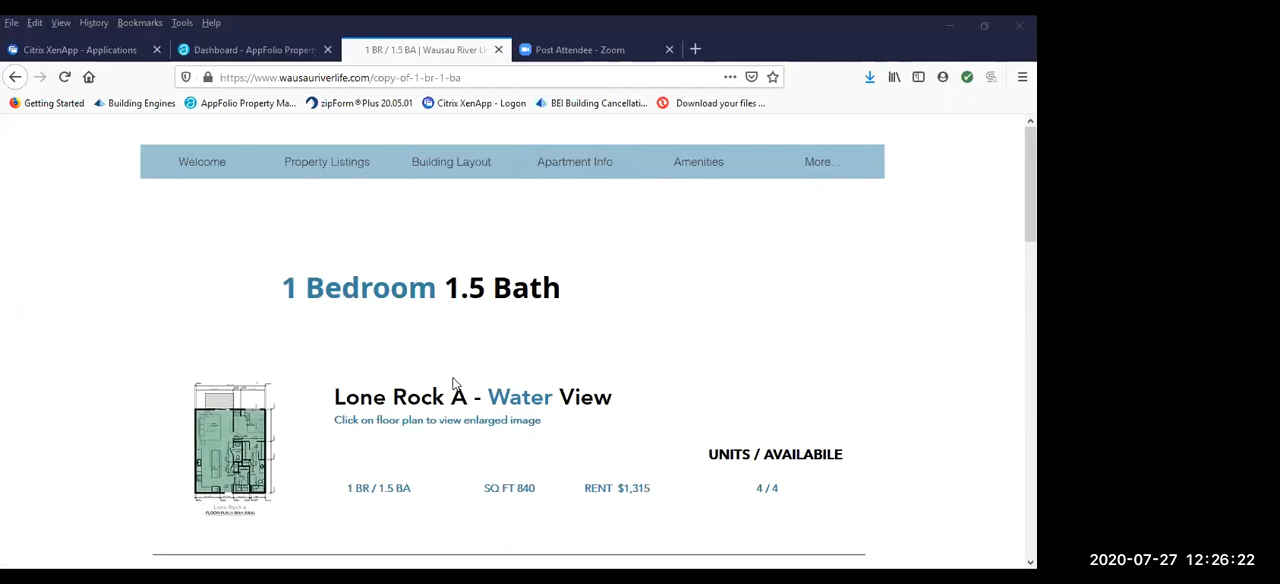 File Edit View History Bookmarks Tools Help
Citrix XenApp - Applications Dashboard - AppFolio Propert 1 BR / 1.5 BA | Wausau River Li Post Attendee - Zoom
https://www.wausauriverlife.com/copy-of-1-br-1-ba
Getting Started Building Engines AppFolio Property Ma... zipForm®Plus 20.05.01 Citrix XenApp - Logon BEI Building Cancellati... Download your files ...
Welcome Property Listings Building Layout Apartment Info Amenities More...
1 Bedroom 1.5 Bath
Lone Rock A - Water View
Click on floor plan to view enlarged image
UNITS / AVAILABILE
1 BR / 1.5 BA SQ FT 840 RENT $1,315 4 / 4
Lone Rock A
2020-07-27 12:26:22